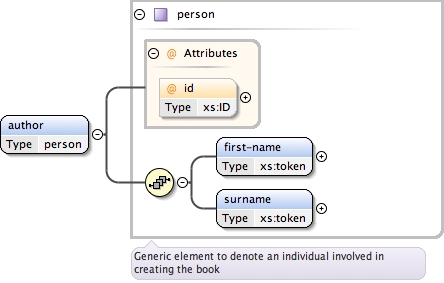 person
@ Attributes
@ id
Type xs:ID
author
Type person
first-name
Type xs:token
surname
Type xs:token
Generic element to denote an individual involved in
creating the book